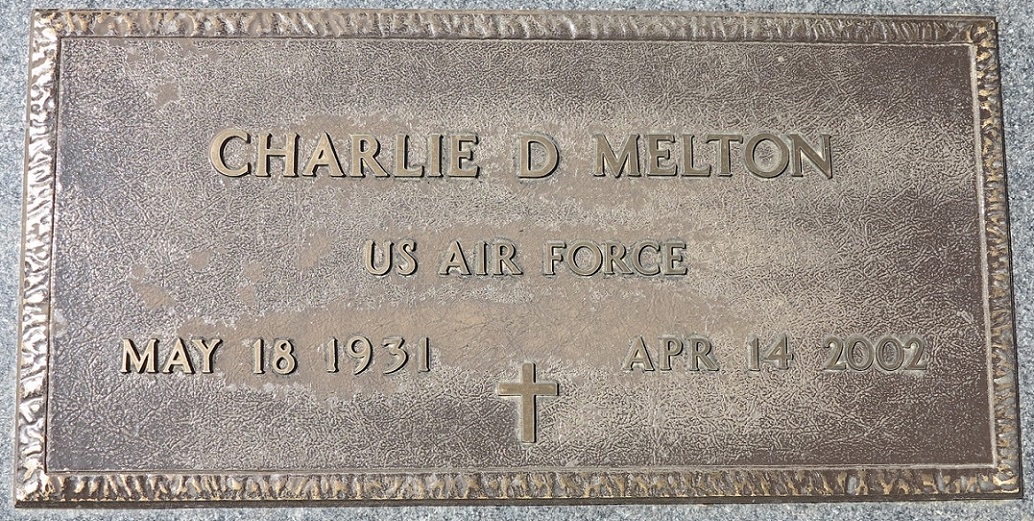 CHARLIE D MELTON
US AIR FORCE
MAY 18 1931 APR 14 2002